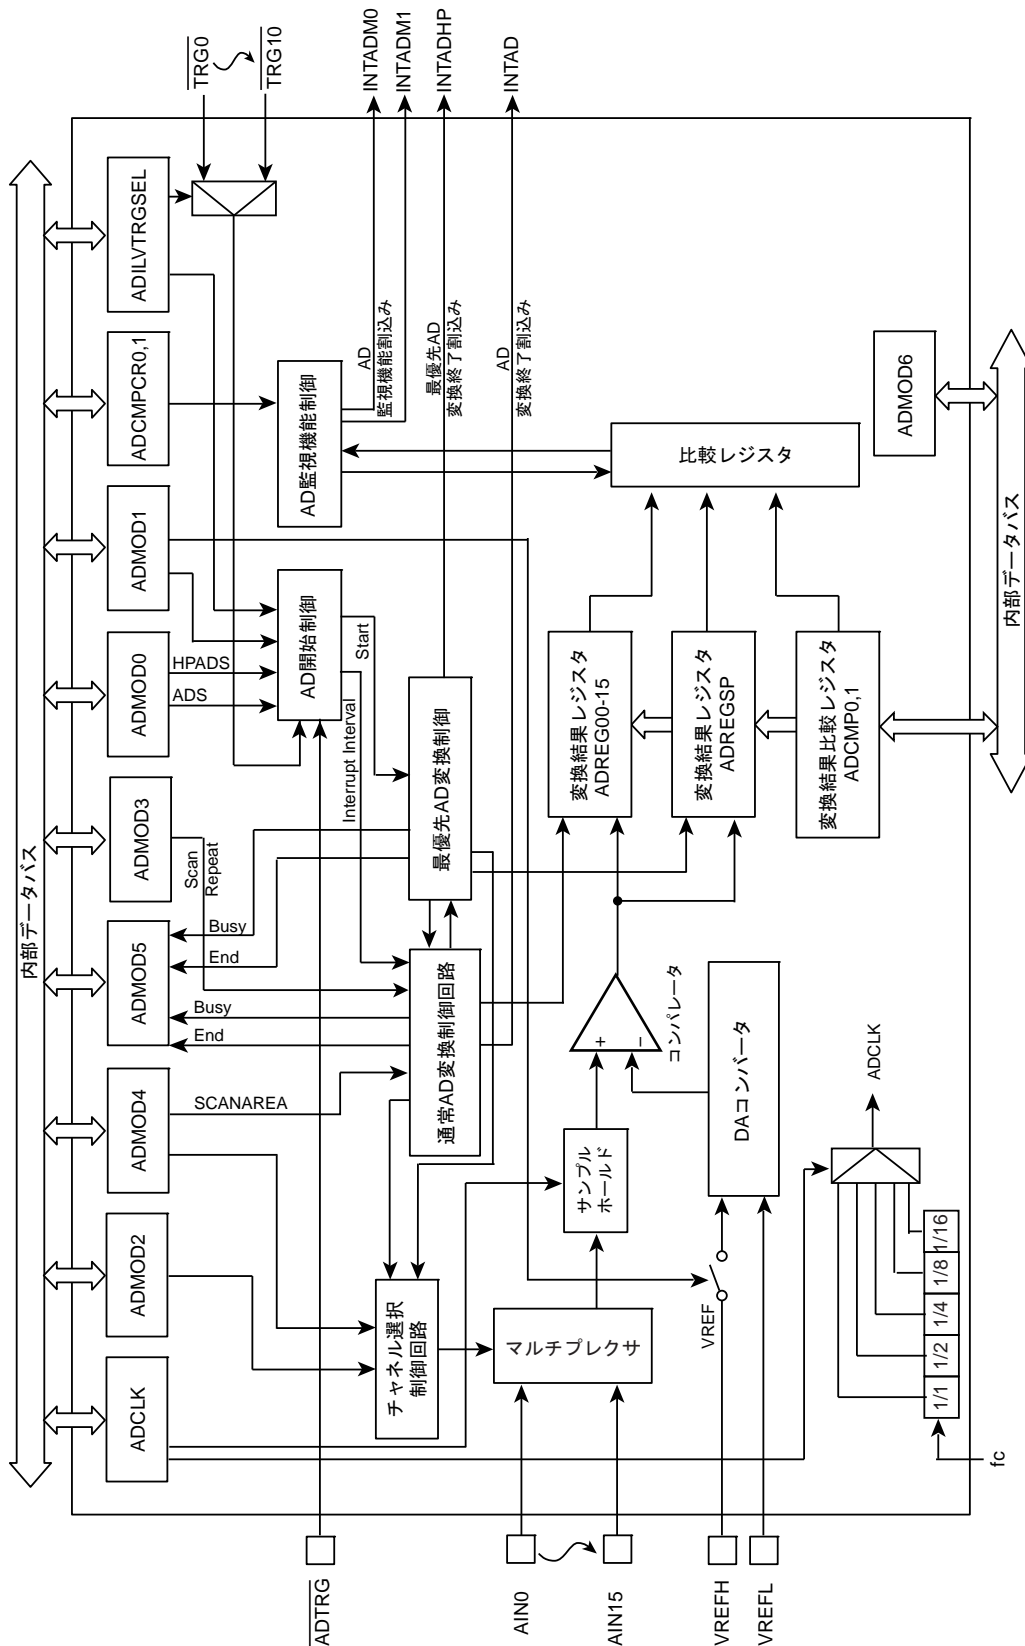 内部データバス
ADCLK
ADMOD2
ADMOD4
ADMOD5
ADMOD3
ADMOD0
ADMOD1
ADCMPCR0,1
ADILVTRGSEL
TRG0
TRG10
SCANAREA
End
Busy
End
Busy
Scan
Repeat
ADS
HPADS
AD開始制御
Start
Interrupt Interval
AD監視機能制御
AD
監視機能割込み
INTADM0
INTADM1
最優先AD
変換終了割込み
INTADHP
AD
変換終了割込み
INTAD
チャネル選択
制御回路
通常AD変換制御回路
最優先AD変換制御
ADTRG
AIN0
AIN15
マルチプレクサ
サンプル
ホールド
+
−
コンパレータ
変換結果レジスタ
ADREG00-15
変換結果レジスタ
ADREGSP
変換結果比較レジスタ
ADCMP0,1
比較レジスタ
ADMOD6
VREFH
VREFL
VREF
DAコンバータ
ADCLK
fc
1/1
1/2
1/4
1/8
1/16
内部データバス